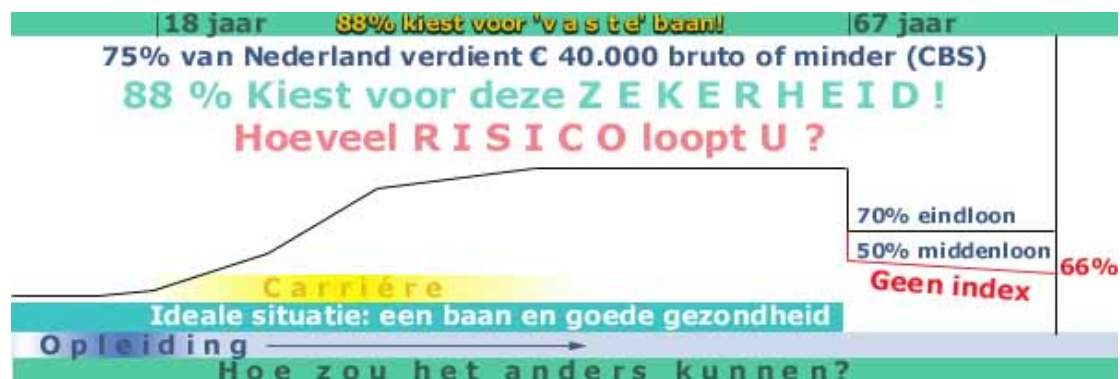 18 jaar 88% kiest voor 'v a s t e' baan! 67 jaar
75% van Nederland verdient € 40.000 bruto of minder (CBS)
88 % Kiest voor deze Z E K E R H E I D !
Hoeveel R I S I C O loopt U ?
70% eindloon
50% middenloon
66%
Geen index
Carriére
Ideale situatie: een baan en goede gezondheid
Opleiding
Hoe zou het anders kunnen?